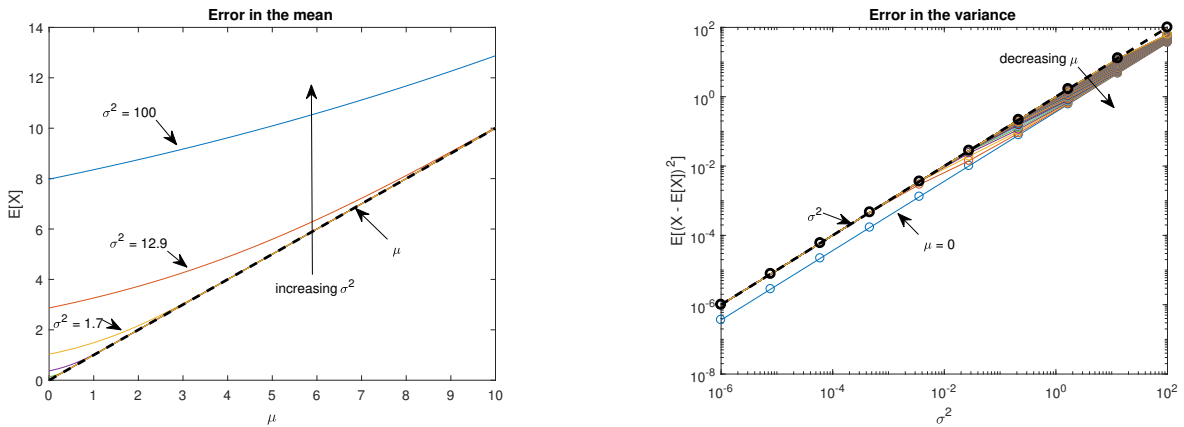 Error in the mean
14
12
10
8
6
4
2
0
E[X]
σ² = 100
σ² = 12.9
σ² = 1.7
increasing σ²
μ
0 1 2 3 4 5 6 7 8 9 10
μ
Error in the variance
10²
10⁰
10⁻²
10⁻⁴
10⁻⁶
10⁻⁸
E[(X - E[X])²]
decreasing μ
σ²
μ = 0
10⁻⁶ 10⁻⁴ 10⁻² 10⁰ 10²
σ²